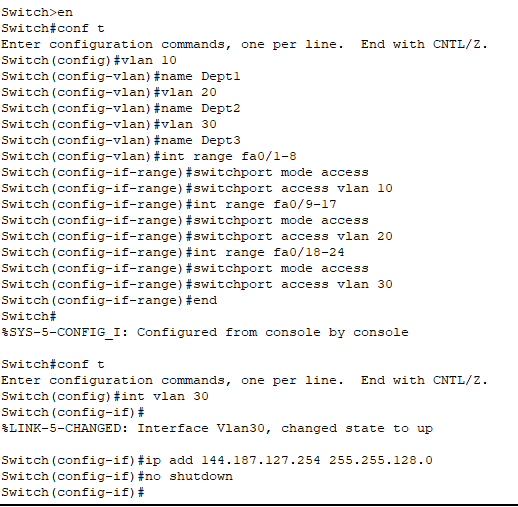 Switch>en
Switch#conf t
Enter configuration commands, one per line.  End with CNTL/Z.
Switch(config)#vlan 10
Switch(config-vlan)#name Dept1
Switch(config-vlan)#vlan 20
Switch(config-vlan)#name Dept2
Switch(config-vlan)#vlan 30
Switch(config-vlan)#name Dept3
Switch(config-vlan)#int range fa0/1-8
Switch(config-if-range)#switchport mode access
Switch(config-if-range)#switchport access vlan 10
Switch(config-if-range)#int range fa0/9-17
Switch(config-if-range)#switchport mode access
Switch(config-if-range)#switchport access vlan 20
Switch(config-if-range)#int range fa0/18-24
Switch(config-if-range)#switchport mode access
Switch(config-if-range)#switchport access vlan 30
Switch(config-if-range)#end
Switch#
%SYS-5-CONFIG_I: Configured from console by console
Switch#conf t
Enter configuration commands, one per line.  End with CNTL/Z.
Switch(config)#int vlan 30
Switch(config-if)#
%LINK-5-CHANGED: Interface Vlan30, changed state to up
Switch(config-if)#ip add 144.187.127.254 255.255.128.0
Switch(config-if)#no shutdown
Switch(config-if)#